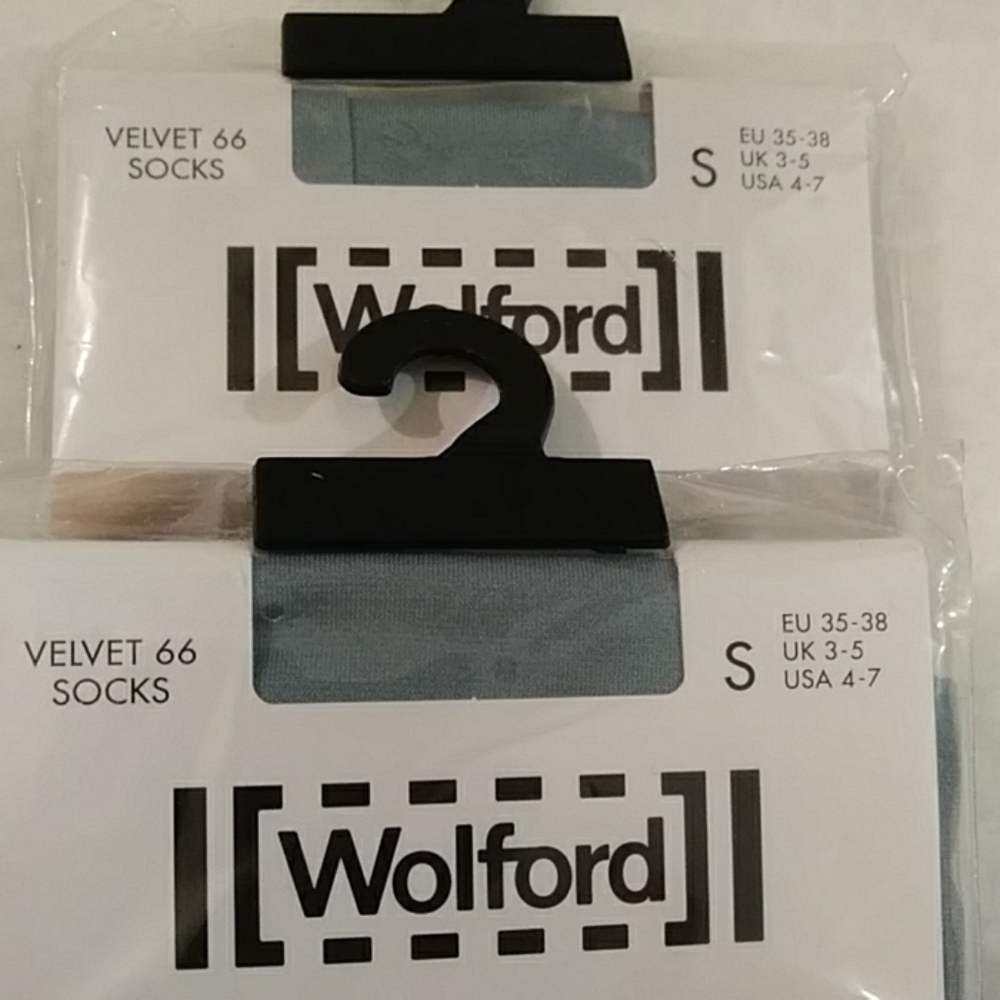 VELVET 66
SOCKS
S
EU 35-38
UK 3-5
USA 4-7
Wolford
VELVET 66
SOCKS
S
EU 35-38
UK 3-5
USA 4-7
Wolford